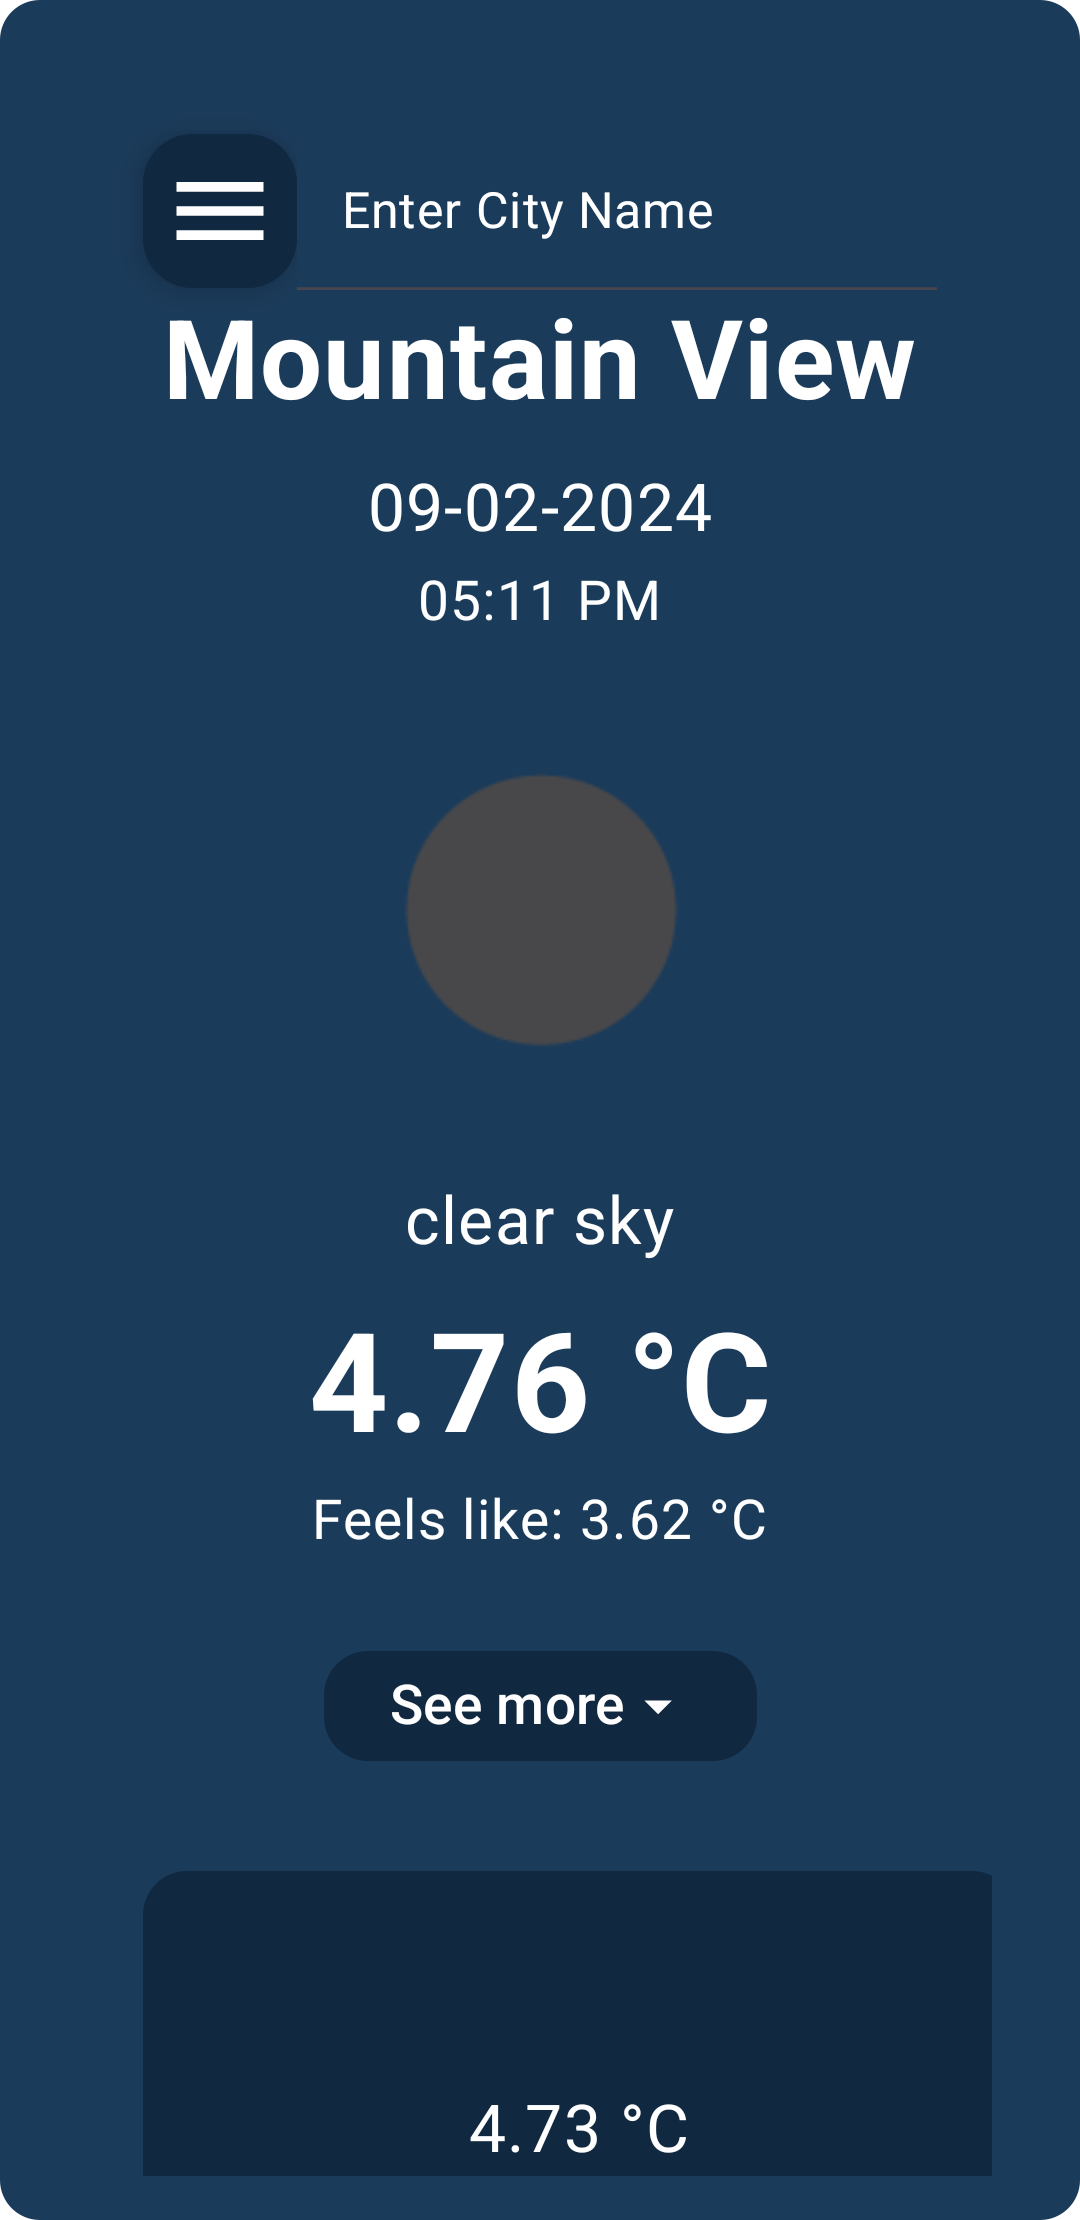 Enter City Name
Mountain View
09-02-2024
05:11 PM
clear sky
4.76 °C
Feels like: 3.62 °C
See more
4.73 °C